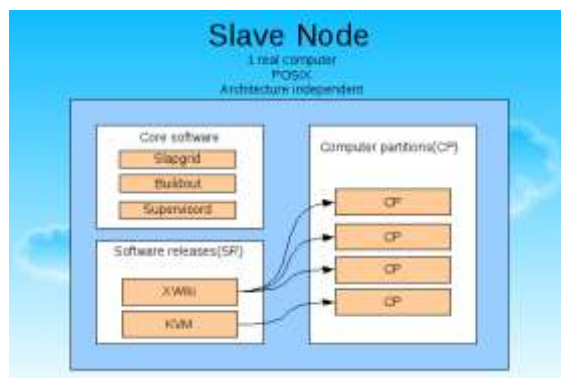 Slave Node
1 real computer
POSIX
Architecture independent
Core software
Slapgrid
Buildout
Supervisord
Software releases(SR)
XWiki
KVM
Computer partitions(CP)
CP
CP
CP
CP